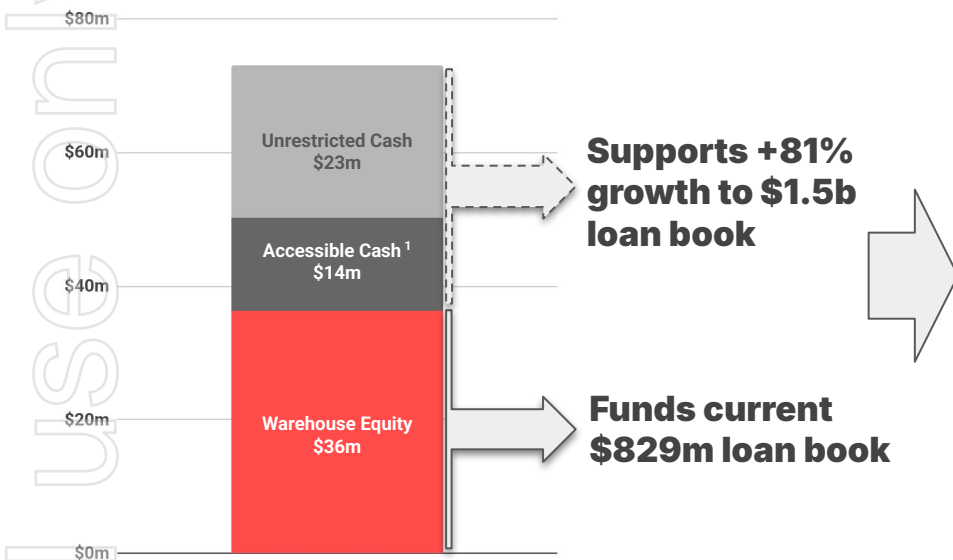 $80m
$60m
$40m
$20m
$0m
Unrestricted Cash
$23m
Accessible Cash 1
$14m
Warehouse Equity
$36m
Supports +81%
growth to $1.5b
loan book
Funds current
$829m loan book
use